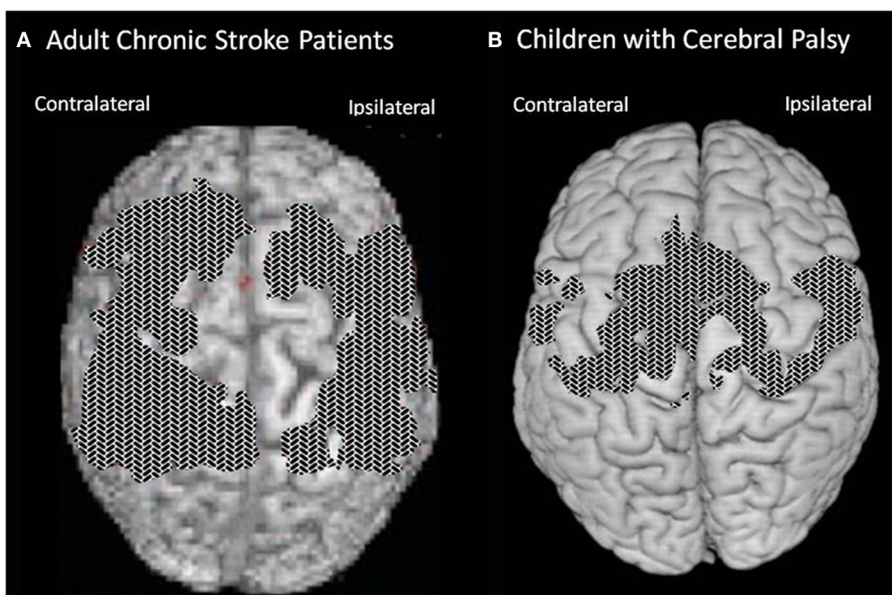 A Adult Chronic Stroke Patients
Contralateral Ipsilateral
B Children with Cerebral Palsy
Contralateral Ipsilateral